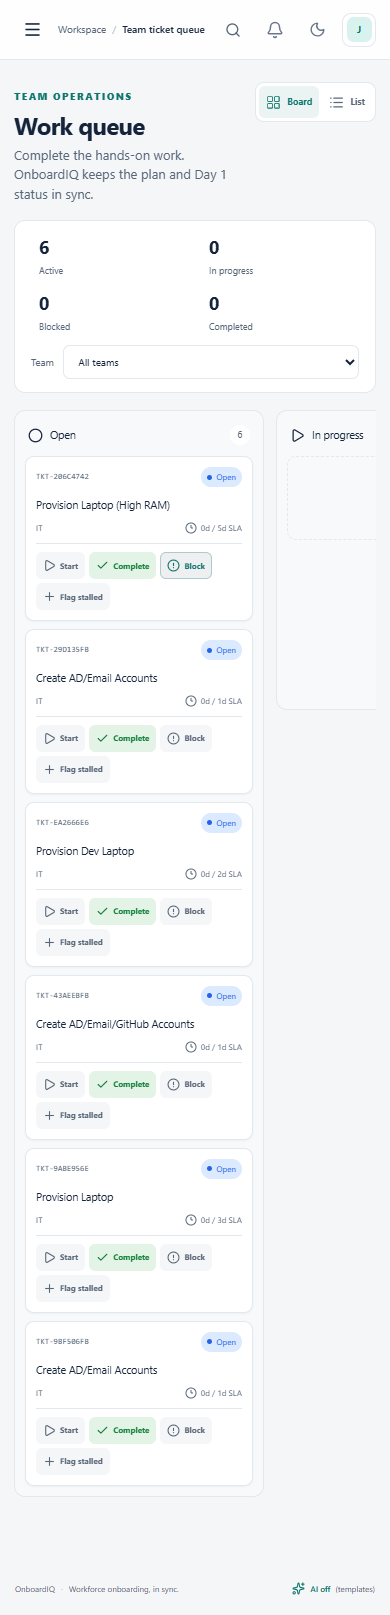 Workspace / Team ticket queue
J
TEAM OPERATIONS
Board
List
Work queue
Complete the hands-on work.
OnboardIQ keeps the plan and Day 1
status in sync.
6
Active
0
In progress
0
Blocked
0
Completed
Team
All teams
Open
6
In progress
TKT-206C4742
Open
Provision Laptop (High RAM)
IT
0d / 5d SLA
Start
Complete
Block
Flag stalled
TKT-29D135FB
Open
Create AD/Email Accounts
IT
0d / 1d SLA
Start
Complete
Block
Flag stalled
TKT-EA2666E6
Open
Provision Dev Laptop
IT
0d / 2d SLA
Start
Complete
Block
Flag stalled
TKT-43AEEBFB
Open
Create AD/Email/GitHub Accounts
IT
0d / 1d SLA
Start
Complete
Block
Flag stalled
TKT-9ABE956E
Open
Provision Laptop
IT
0d / 3d SLA
Start
Complete
Block
Flag stalled
TKT-9BF506FB
Open
Create AD/Email Accounts
IT
0d / 1d SLA
Start
Complete
Block
Flag stalled
OnboardIQ · Workforce onboarding, in sync.
AI off (templates)